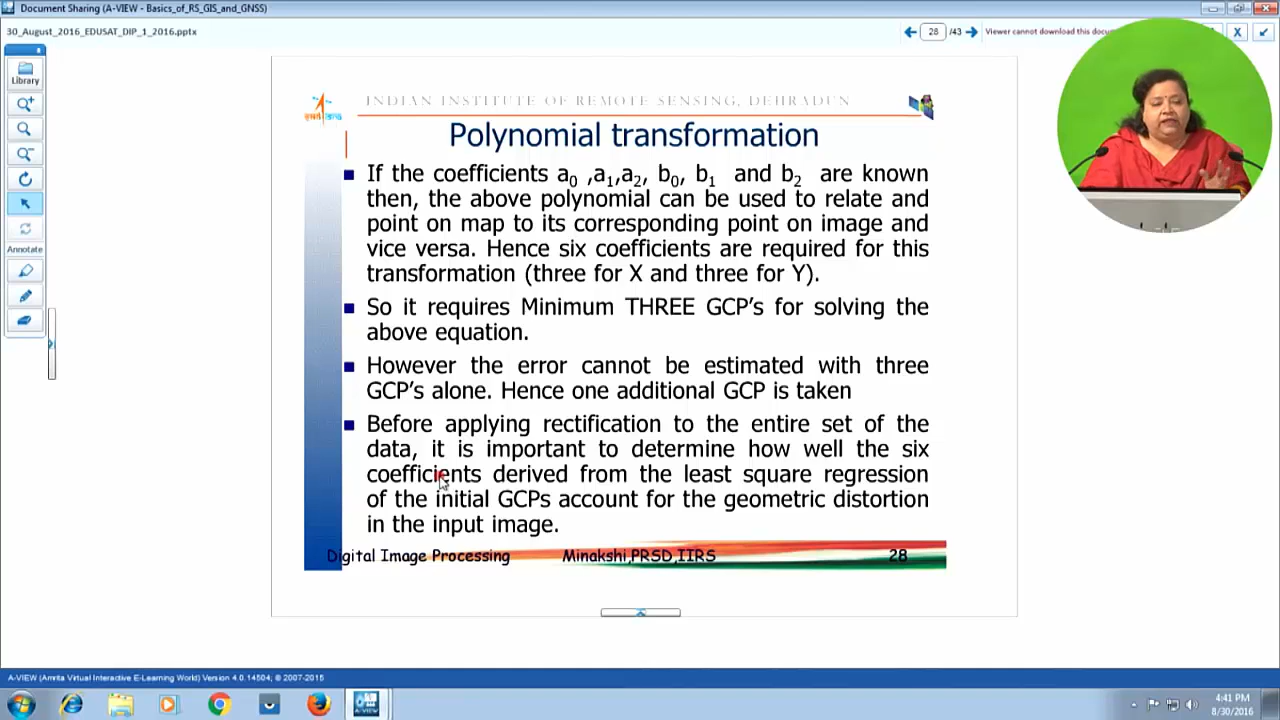 Document Sharing (A-VIEW - Basics_of_RS_GIS_and_GNSS)
30_August_2016_EDUSAT_DIP_1_2016.pptx
28 /43
Viewer cannot download this docum
Library
Annotate
INDIAN INSTITUTE OF REMOTE SENSING, DEHRADUN
Polynomial transformation
If the coefficients a0 ,a1,a2, b0, b1 and b2 are known
then, the above polynomial can be used to relate and
point on map to its corresponding point on image and
vice versa. Hence six coefficients are required for this
transformation (three for X and three for Y).
So it requires Minimum THREE GCP's for solving the
above equation.
However the error cannot be estimated with three
GCP's alone. Hence one additional GCP is taken
Before applying rectification to the entire set of the
data, it is important to determine how well the six
coefficients derived from the least square regression
of the initial GCPs account for the geometric distortion
in the input image.
Digital Image Processing Minakshi,PRSD,IIRS 28
A-VIEW (Amrita Virtual Interactive E-Learning World) Version 4.0.14504; © 2007-2015
4:41 PM
8/30/2016